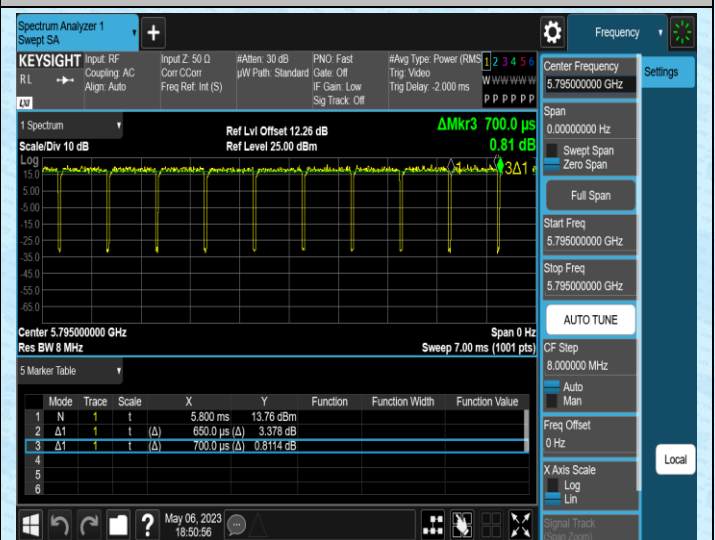 Spectrum Analyzer 1
Swept SA
+
Frequency
KEYSIGHT
RL
LXI
Input: RF
Coupling: AC
Align: Auto
Input Z: 50 Ω
Corr CCorr
Freq Ref: Int (S)
#Atten: 30 dB
µW Path: Standard
PNO: Fast
Gate: Off
IF Gain: Low
Sig Track: Off
#Avg Type: Power (RMS
Trig: Video
Trig Delay: -2.000 ms
1 2 3 4 5 6
W W W W W W
P P P P P P
1 Spectrum
Scale/Div 10 dB
Ref Lvl Offset 12.26 dB
Ref Level 25.00 dBm
ΔMkr3 700.0 µs
0.81 dB
Log
15.0
5.00
-5.00
-15.0
-25.0
-35.0
-45.0
-55.0
-65.0
3Δ1
Center 5.795000000 GHz
Res BW 8 MHz
Span 0 Hz
Sweep 7.00 ms (1001 pts)
5 Marker Table
Mode Trace Scale X Y Function Function Width Function Value
1 N 1 t 5.800 ms 13.76 dBm
2 Δ1 1 t (Δ) 650.0 µs (Δ) 3.378 dB
3 Δ1 1 t (Δ) 700.0 µs (Δ) 0.8114 dB
4
5
6
May 06, 2023
18:50:56
Center Frequency
5.795000000 GHz
Settings
Span
0.00000000 Hz
Swept Span
Zero Span
Full Span
Start Freq
5.795000000 GHz
Stop Freq
5.795000000 GHz
AUTO TUNE
CF Step
8.000000 MHz
Auto
Man
Freq Offset
0 Hz
X Axis Scale
Log
Lin
Local
Signal Track
(Span Zoom)